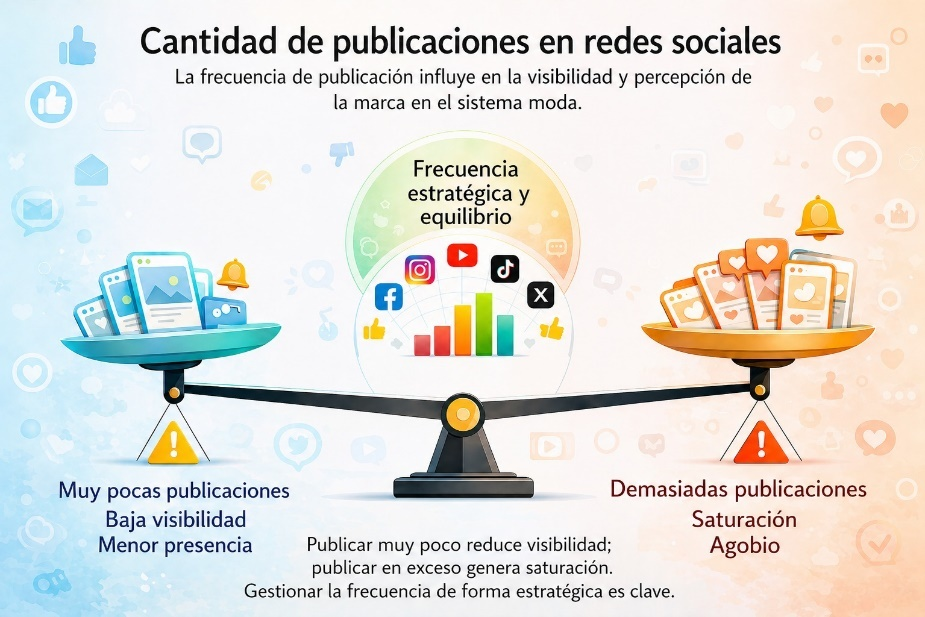 Cantidad de publicaciones en redes sociales
La frecuencia de publicación influye en la visibilidad y percepción de
la marca en el sistema moda.
Frecuencia
estratégica y
equilibrio
Muy pocas publicaciones
Baja visibilidad
Menor presencia
Demasiadas publicaciones
Saturación
Agobio
Publicar muy poco reduce visibilidad;
publicar en exceso genera saturación.
Gestionar la frecuencia de forma estratégica es clave.